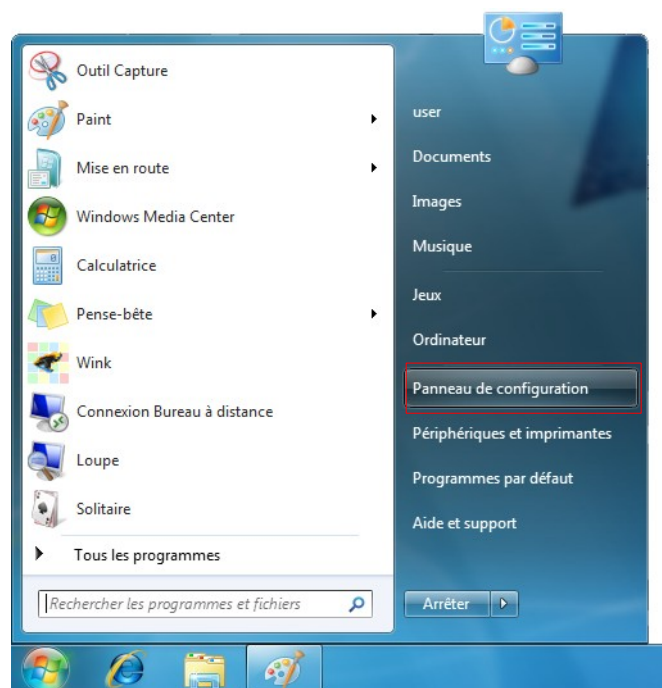 Outil Capture
Paint
Mise en route
Windows Media Center
Calculatrice
Pense-bête
Wink
Connexion Bureau à distance
Loupe
Solitaire
Tous les programmes
Rechercher les programmes et fichiers
user
Documents
Images
Musique
Jeux
Ordinateur
Panneau de configuration
Périphériques et imprimantes
Programmes par défaut
Aide et support
Arrêter